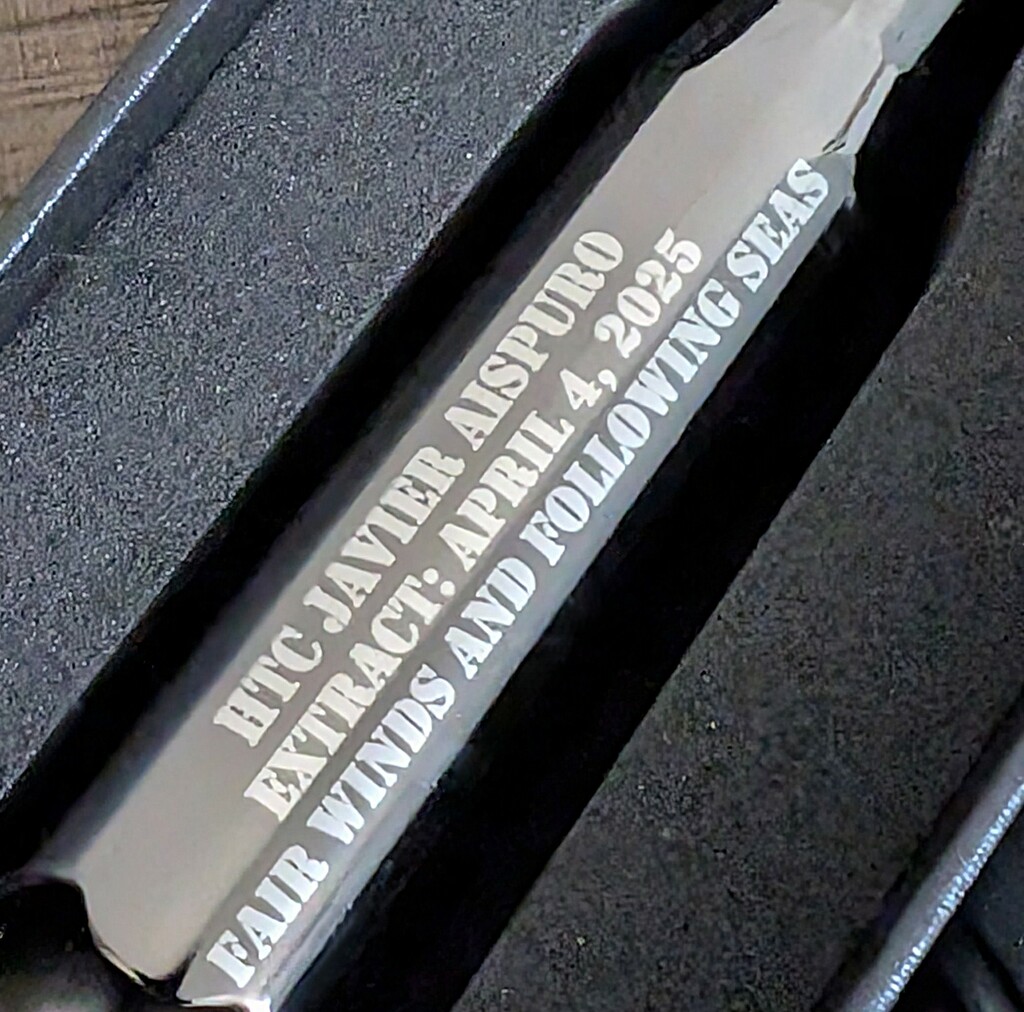 HTC JAVIER AISPURO
EXTRACT: APRIL 4, 2025
FAIR WINDS AND FOLLOWING SEAS